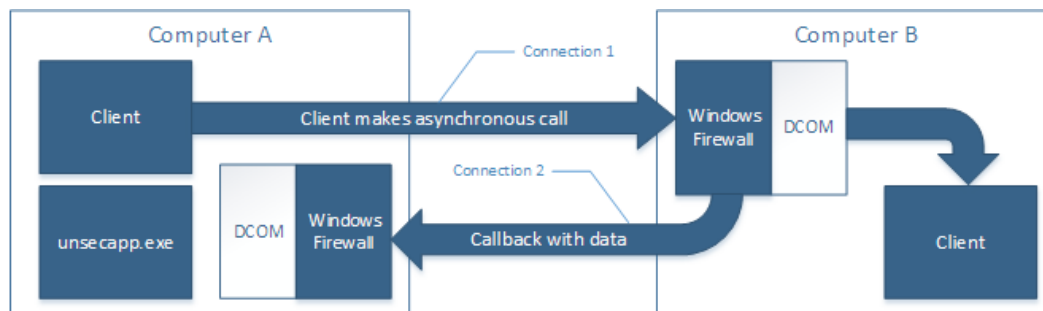 Computer A
Computer B
Connection 1
Client
Client makes asynchronous call
Windows
Firewall
DCOM
Connection 2
unsecapp.exe
DCOM
Windows
Firewall
Callback with data
Client